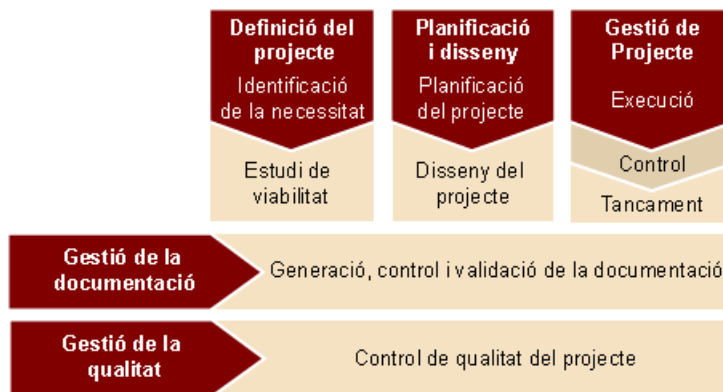 Definició del
projecte
Identificació
de la necessitat
Estudi de
viabilitat
Planificació
i disseny
Planificació
del projecte
Disseny del
projecte
Gestió de
Projecte
Execució
Control
Tancament
Gestió de la
documentació
Generació, control i validació de la documentació
Gestió de la
qualitat
Control de qualitat del projecte